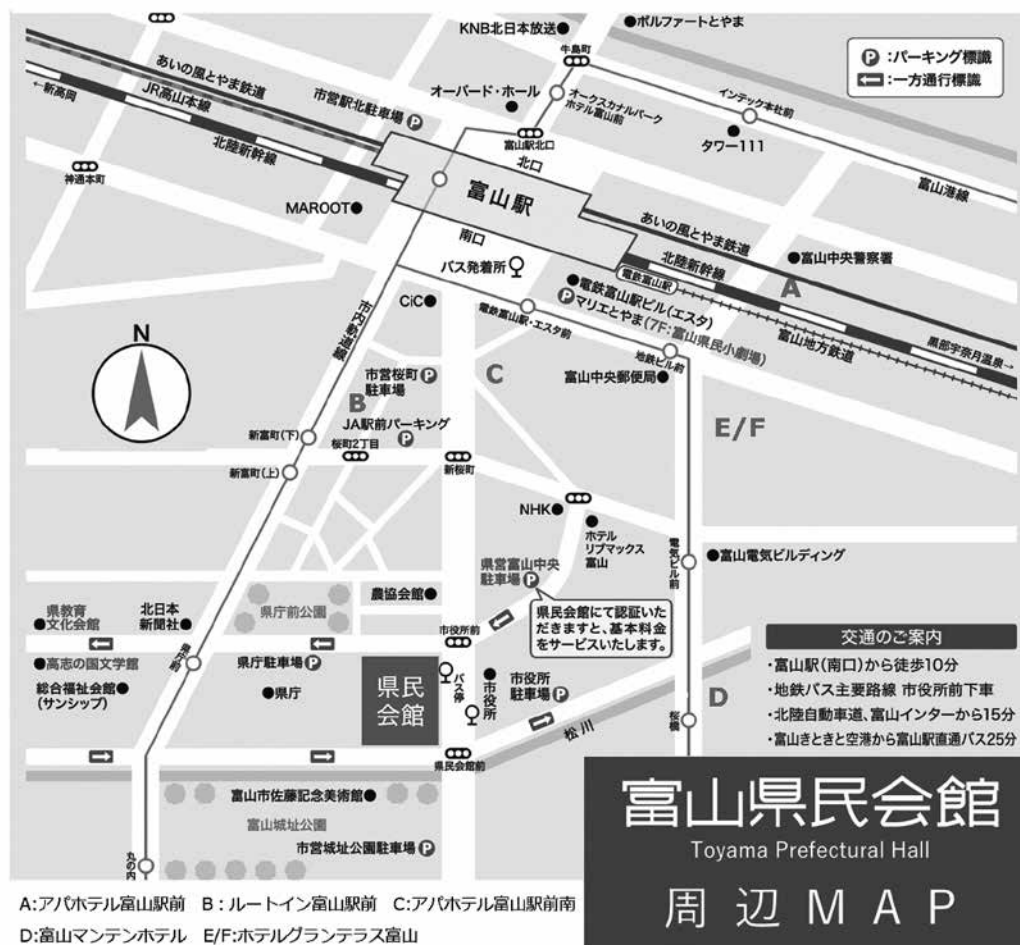 KNB北日本放送
ボルファートとやま
牛島町
P:パーキング標識
←:一方通行標識
あいの風とやま鉄道
JR高山本線
←新高岡
北陸新幹線
市営駅北駐車場 P
オーバード・ホール
オークスカナルパーク
ホテル富山前
インテック本社前
タワー111
富山駅北口
北口
富山港線
神通本町
MAROOT
富山駅
南口
バス発着所
あいの風とやま鉄道
北陸新幹線
富山中央警察署
電鉄富山駅
A
CiC
電鉄富山駅ビル(エスタ)
P マリエとやま(7F:富山県民小劇場)
電鉄富山駅・エスタ前
富山地方鉄道
黒部宇奈月温泉→
地鉄ビル前
富山中央郵便局
市内軌道線
N
市営桜町 P
駐車場
C
B
JA駅前パーキング
P
E/F
新富町(下)
桜町2丁目
新富町(上)
新桜町
NHK
ホテル
リブマックス
富山
電気ビル前
富山電気ビルディング
県営富山中央
駐車場 P
県民会館にて認証いた
だきますと、基本料金
をサービスいたします。
県教育
文化会館
北日本
新聞社
県庁前公園
農協会館
市役所前
高志の国文学館
県庁前
県庁駐車場 P
総合福祉会館
(サンシップ)
県庁
県民
会館
バス停
市役所
市役所
駐車場 P
松川
D
桜橋
交通のご案内
・富山駅(南口)から徒歩10分
・地鉄バス主要路線 市役所前下車
・北陸自動車道、富山インターから15分
・富山きときと空港から富山駅直通バス25分
県民会館前
富山市佐藤記念美術館
富山城址公園
市営城址公園駐車場 P
丸の内
富山県民会館
Toyama Prefectural Hall
周辺MAP
A:アパホテル富山駅前 B:ルートイン富山駅前 C:アパホテル富山駅前南
D:富山マンテンホテル E/F:ホテルグランテラス富山